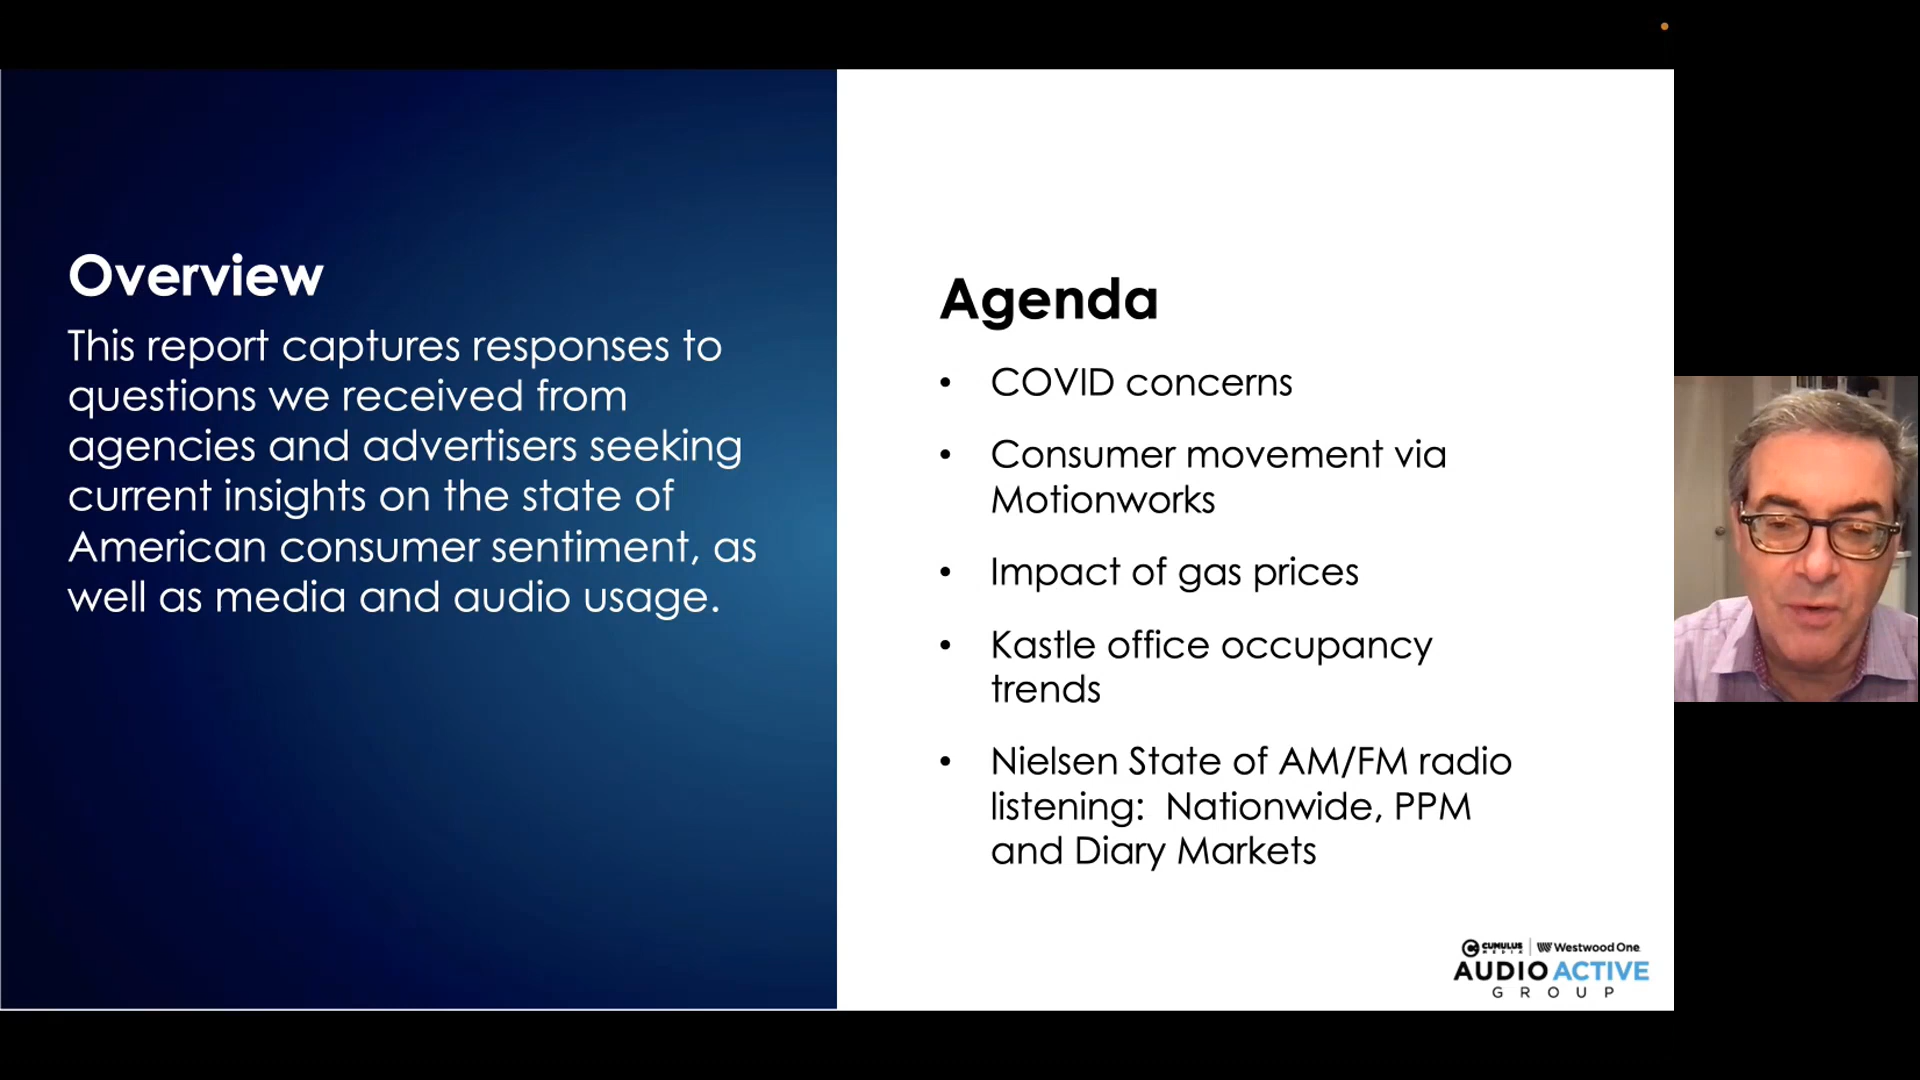 Overview
This report captures responses to
questions we received from
agencies and advertisers seeking
current insights on the state of
American consumer sentiment, as
well as media and audio usage.
Agenda
• COVID concerns
• Consumer movement via
Motionworks
• Impact of gas prices
• Kastle office occupancy
trends
• Nielsen State of AM/FM radio
listening:  Nationwide, PPM
and Diary Markets
CUMULUS MEDIA | Westwood One
AUDIO ACTIVE
GROUP